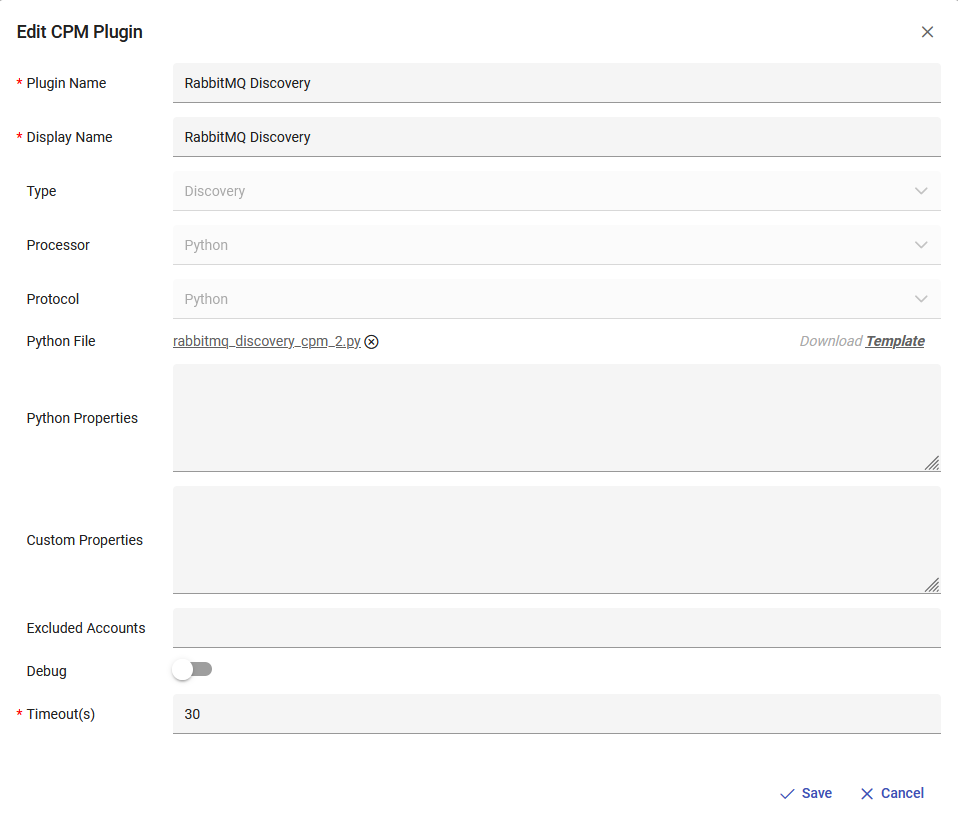 Edit CPM Plugin
* Plugin Name
RabbitMQ Discovery
* Display Name
RabbitMQ Discovery
Type
Discovery
Processor
Python
Protocol
Python
Python File
rabbitmq_discovery_cpm_2.py
Download Template
Python Properties
Custom Properties
Excluded Accounts
Debug
* Timeout(s)
30
Save
Cancel